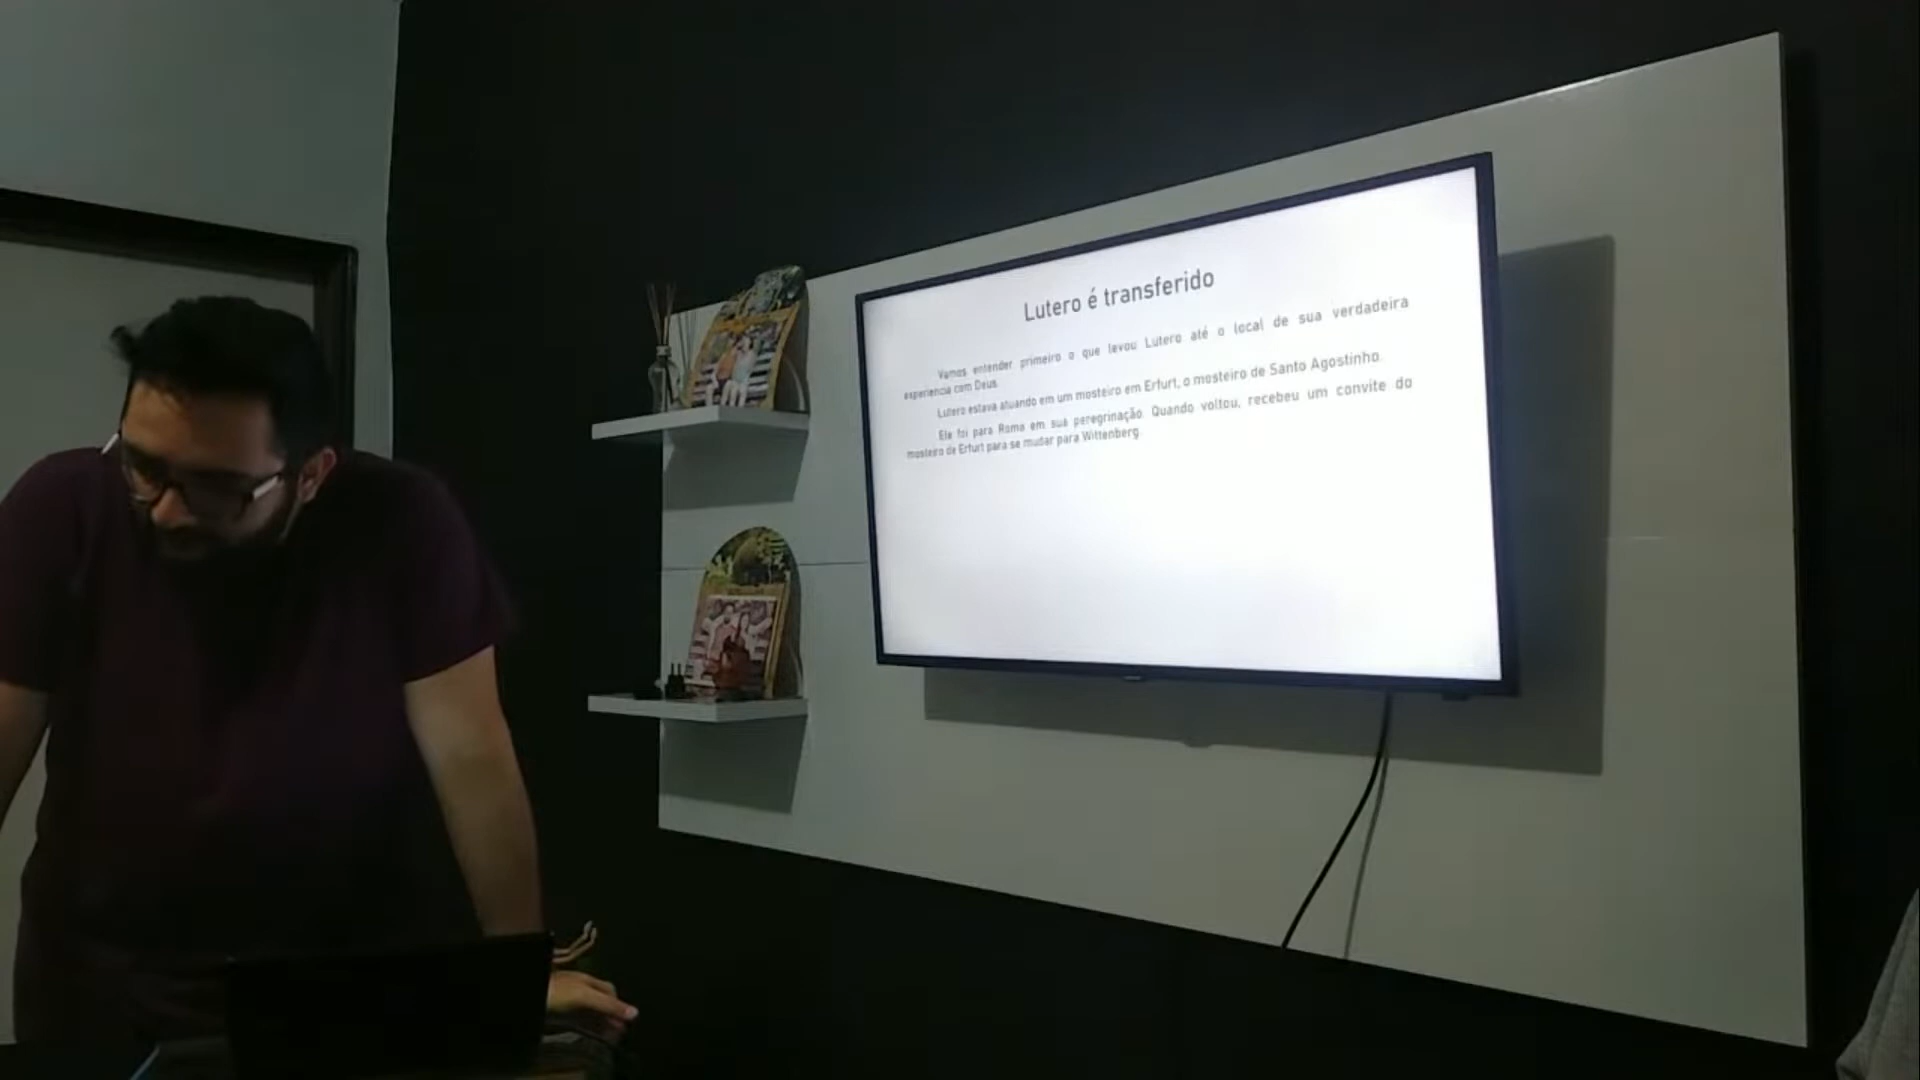 Lutero é transferido
Vamos entender primeiro o que levou Lutero até o local de sua verdadeira
experiencia com Deus.
Lutero estava atuando em um mosteiro em Erfurt, o mosteiro de Santo Agostinho.
Ele foi para Roma em sua peregrinação. Quando voltou, recebeu um convite do
mosteiro de Erfurt para se mudar para Wittenberg.